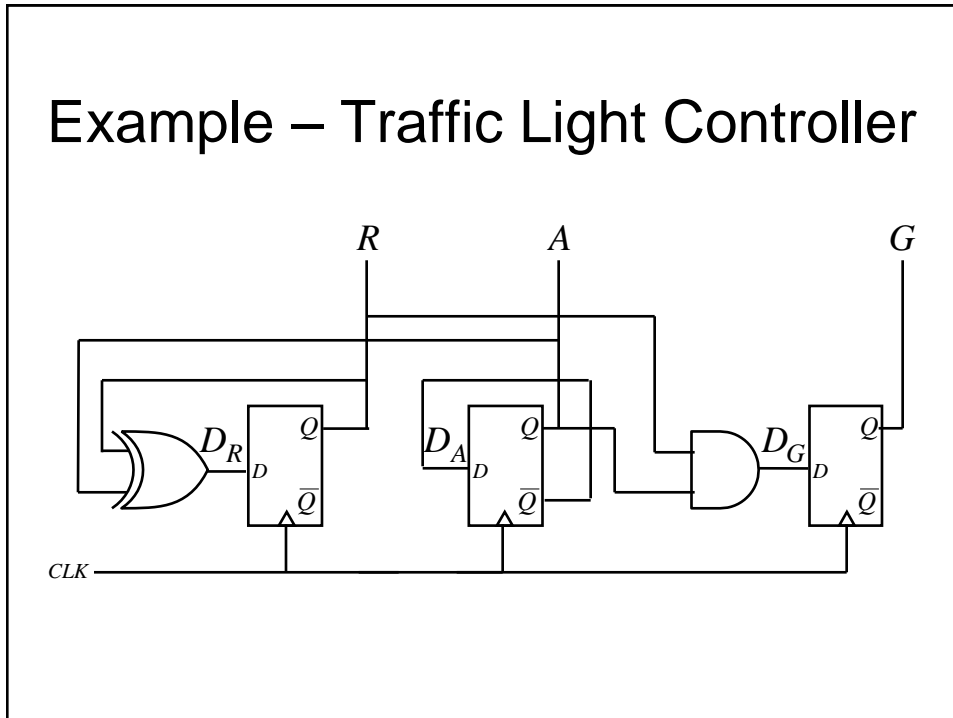 Example – Traffic Light Controller
R A G
D_R D Q Q̅
D_A D Q Q̅
D_G D Q Q̅
CLK